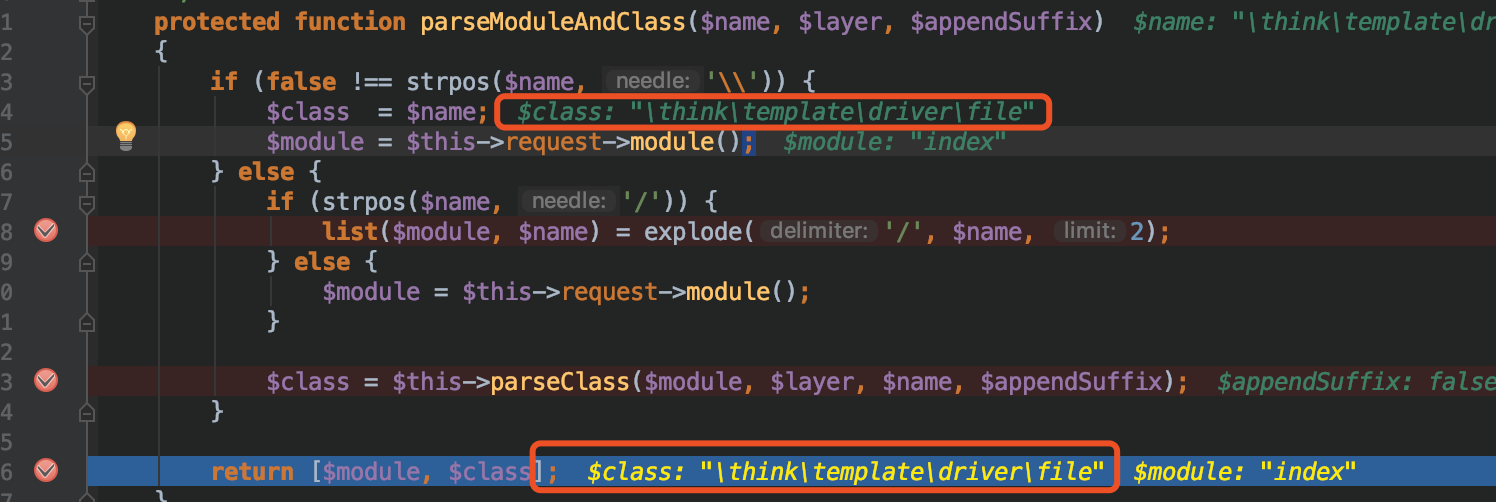 1 protected function parseModuleAndClass($name, $layer, $appendSuffix) $name: "\think\template\dr
2 {
3 if (false !== strpos($name, needle: '\\')) {
4 $class = $name; $class: "\think\template\driver\file"
5 $module = $this->request->module(); $module: "index"
6 } else {
7 if (strpos($name, needle: '/')) {
8 list($module, $name) = explode( delimiter: '/', $name, limit: 2);
9 } else {
0 $module = $this->request->module();
1 }
2
3 $class = $this->parseClass($module, $layer, $name, $appendSuffix); $appendSuffix: false
4 }
5
6 return [$module, $class]; $class: "\think\template\driver\file" $module: "index"
7 }